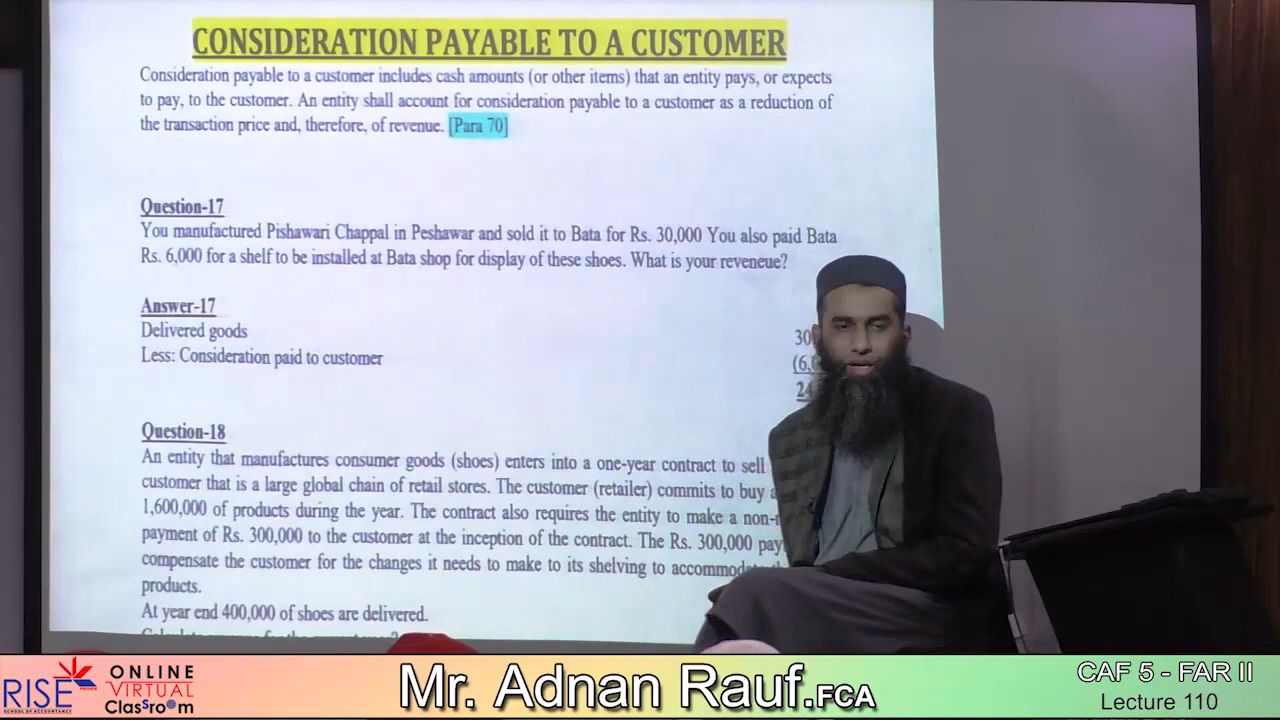 CONSIDERATION PAYABLE TO A CUSTOMER
Consideration payable to a customer includes cash amounts (or other items) that an entity pays, or expects
to pay, to the customer. An entity shall account for consideration payable to a customer as a reduction of
the transaction price and, therefore, of revenue. [Para 70]
Question-17
You manufactured Pishawari Chappal in Peshawar and sold it to Bata for Rs. 30,000 You also paid Bata
Rs. 6,000 for a shelf to be installed at Bata shop for display of these shoes. What is your reveneue?
Answer-17
Delivered goods 30
Less: Consideration paid to customer (6,0
24
Question-18
An entity that manufactures consumer goods (shoes) enters into a one-year contract to sell
customer that is a large global chain of retail stores. The customer (retailer) commits to buy
1,600,000 of products during the year. The contract also requires the entity to make a non-
payment of Rs. 300,000 to the customer at the inception of the contract. The Rs. 300,000 pay
compensate the customer for the changes it needs to make to its shelving to accommodate
products.
At year end 400,000 of shoes are delivered.
RISE PREMIER ONLINE
SCHOOL OF ACCOUNTANCY VIRTUAL
Classroom
Mr. Adnan Rauf.FCA
CAF 5 - FAR II
Lecture 110